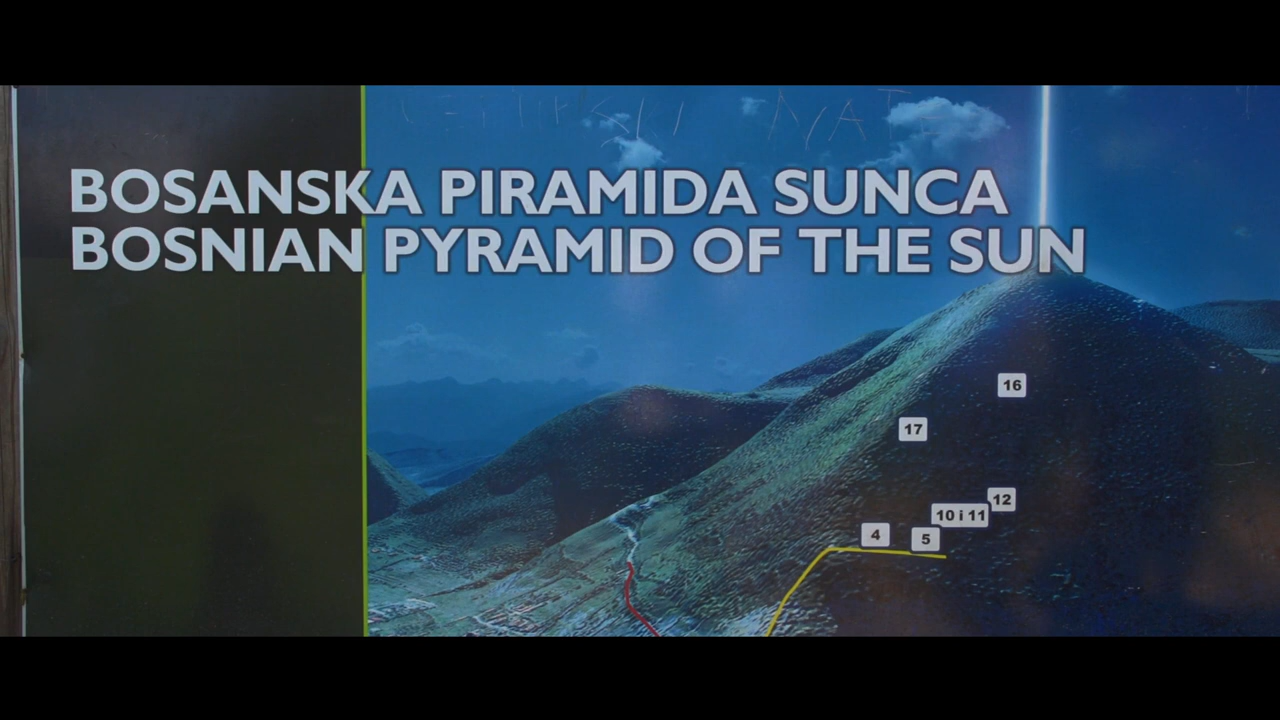 BOSANSKA PIRAMIDA SUNCA
BOSNIAN PYRAMID OF THE SUN
16
17
12
10 i 11
4
5